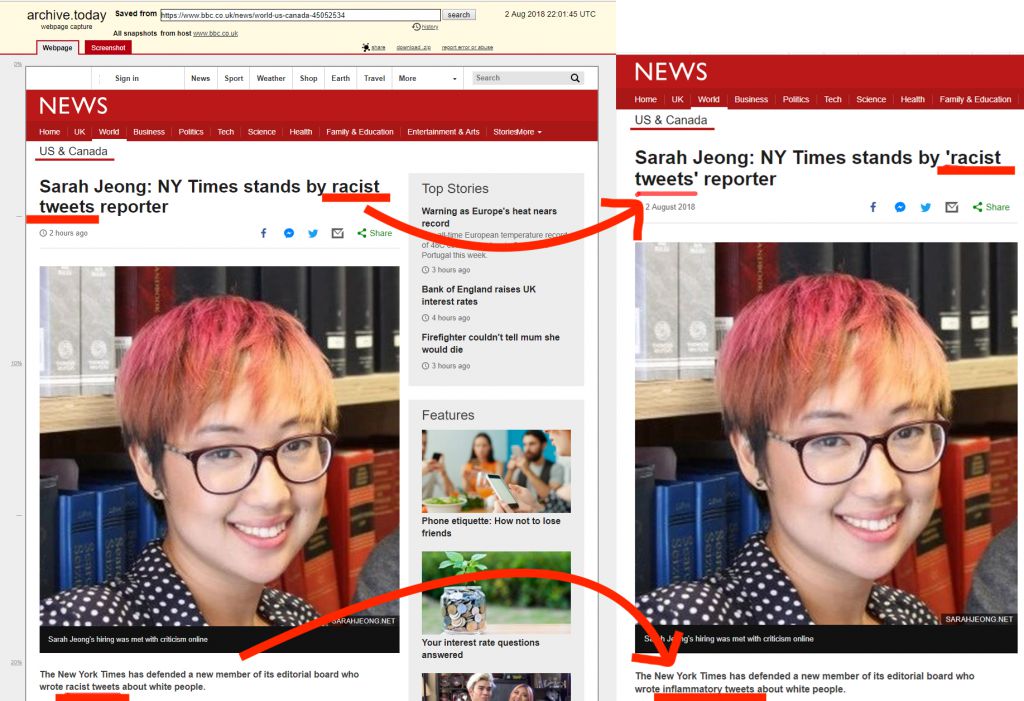 archive.today
webpage capture
Saved from https://www.bbc.co.uk/news/world-us-canada-45052534 search
2 Aug 2018 22:01:45 UTC
history
All snapshots from host www.bbc.co.uk
Webpage Screenshot
share download .zip report error or abuse
0%
10%
20%
Sign in News Sport Weather Shop Earth Travel More Search
NEWS
Home UK World Business Politics Tech Science Health Family & Education Entertainment & Arts StoriesMore
US & Canada
Sarah Jeong: NY Times stands by racist
tweets reporter
2 hours ago
Share
SARAHJEONG.NET
Sarah Jeong's hiring was met with criticism online
The New York Times has defended a new member of its editorial board who
wrote racist tweets about white people.
Top Stories
Warning as Europe's heat nears
record
all time European temperature record
Portugal this week.
3 hours ago
Bank of England raises UK
interest rates
4 hours ago
Firefighter couldn't tell mum she
would die
3 hours ago
Features
Phone etiquette: How not to lose
friends
Your interest rate questions
answered
NEWS
Home UK World Business Politics Tech Science Health Family & Education
US & Canada
Sarah Jeong: NY Times stands by 'racist
tweets' reporter
2 August 2018
Share
SARAHJEONG.NET
Sarah Jeong's hiring was met with criticism online
The New York Times has defended a new member of its editorial board who
wrote inflammatory tweets about white people.